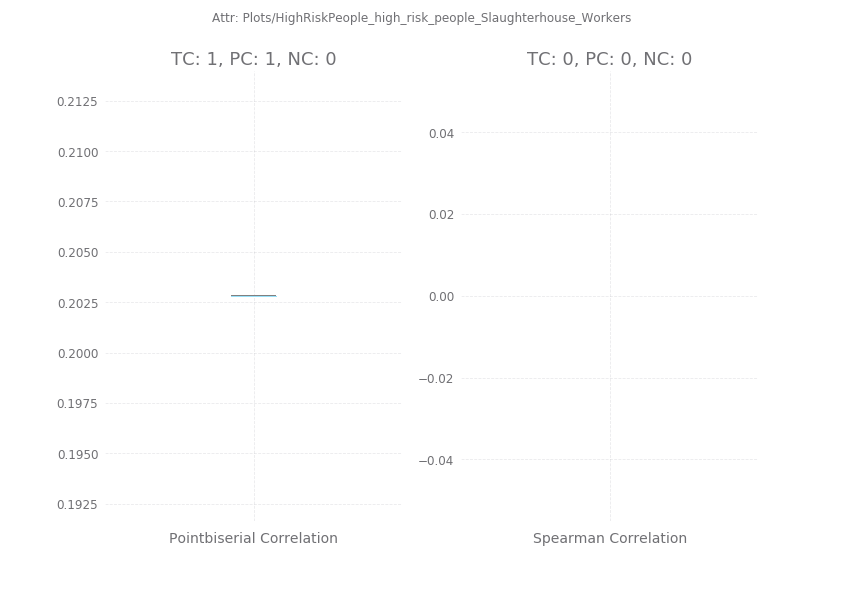 Attr: Plots/HighRiskPeople_high_risk_people_Slaughterhouse_Workers
TC: 1, PC: 1, NC: 0
0.2125
0.2100
0.2075
0.2050
0.2025
0.2000
0.1975
0.1950
0.1925
Pointbiserial Correlation
TC: 0, PC: 0, NC: 0
0.04
0.02
0.00
−0.02
−0.04
Spearman Correlation